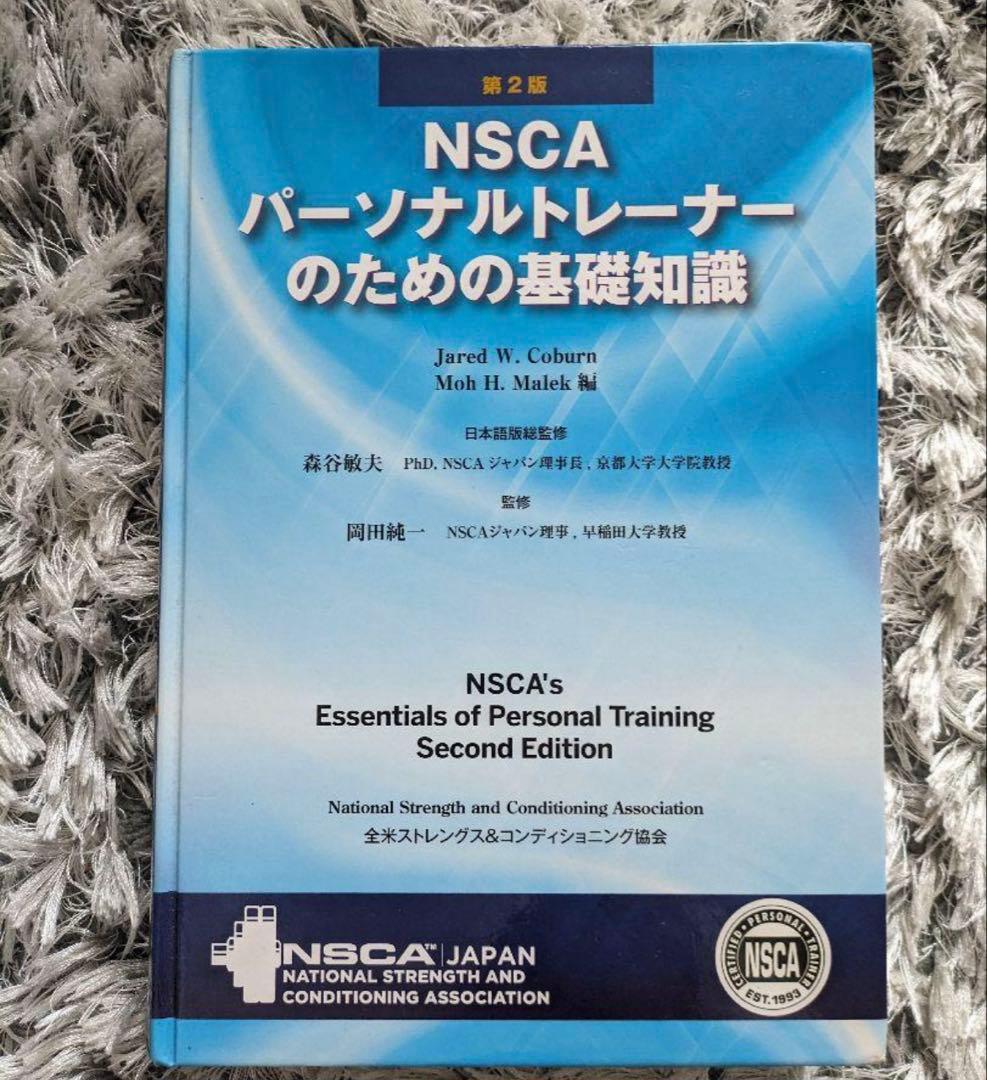 第2版
NSCA
パーソナルトレーナー
のための基礎知識
Jared W. Coburn
Moh H. Malek 編
日本語版総監修
森谷敏夫 PhD, NSCA ジャパン理事長, 京都大学大学院教授
監修
岡田純一 NSCAジャパン理事, 早稲田大学教授
NSCA's
Essentials of Personal Training
Second Edition
National Strength and Conditioning Association
全米ストレングス&コンディショニング協会
NSCA™ JAPAN
NATIONAL STRENGTH AND
CONDITIONING ASSOCIATION
CERTIFIED • PERSONAL • TRAINER
NSCA
EST. 1993